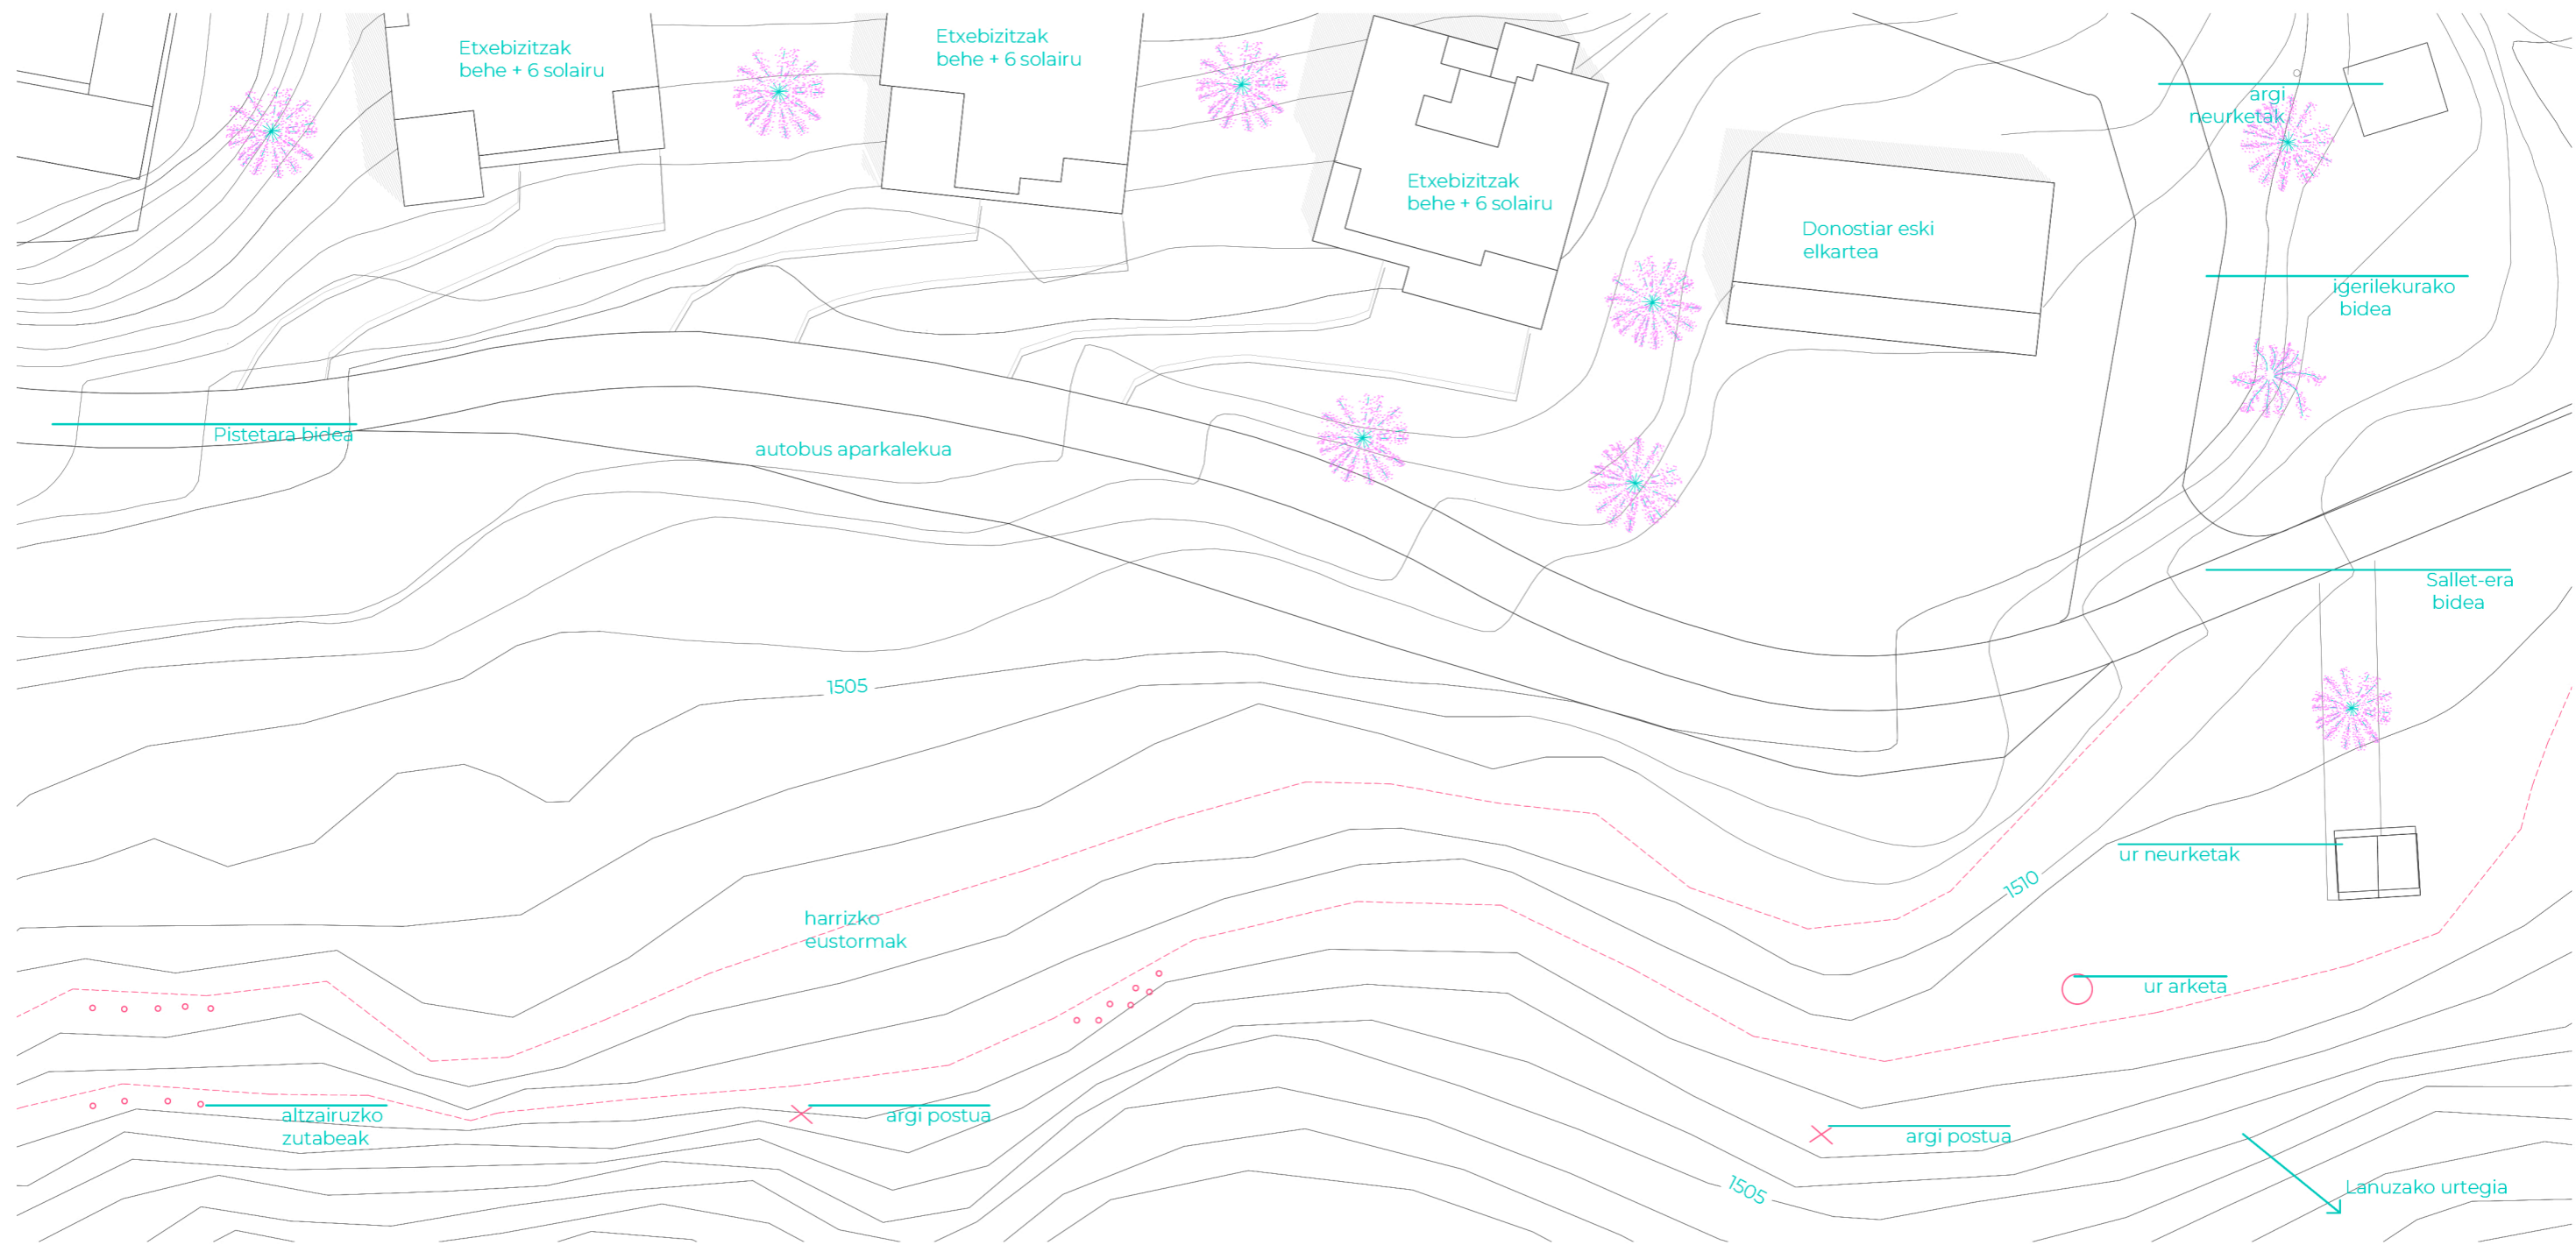 Etxebizitzak
behe + 6 solairu
Etxebizitzak
behe + 6 solairu
argi
neurketak
Etxebizitzak
behe + 6 solairu
Donostiar eski
elkartea
igerilekurako
bidea
Pistetara bidea
autobus aparkalekua
Sallet-era
bidea
1505
ur neurketak
1510
harrizko
eustormak
ur arketa
altzairuzko
zutabeak
argi postua
argi postua
1505
Lanuzako urtegia